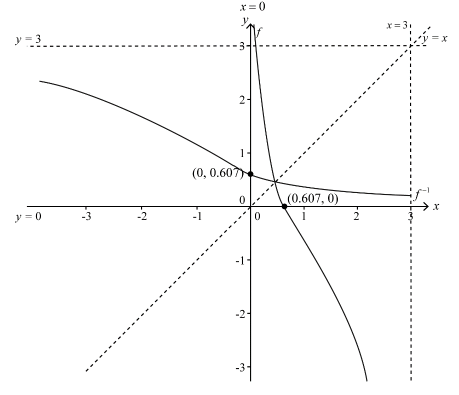 x = 0
y
f
x = 3
y = 3
3
y = x
2
1
(0, 0.607)
(0.607, 0)
f⁻¹
0
x
y = 0
-3
-2
-1
0
1
2
3
-1
-2
-3